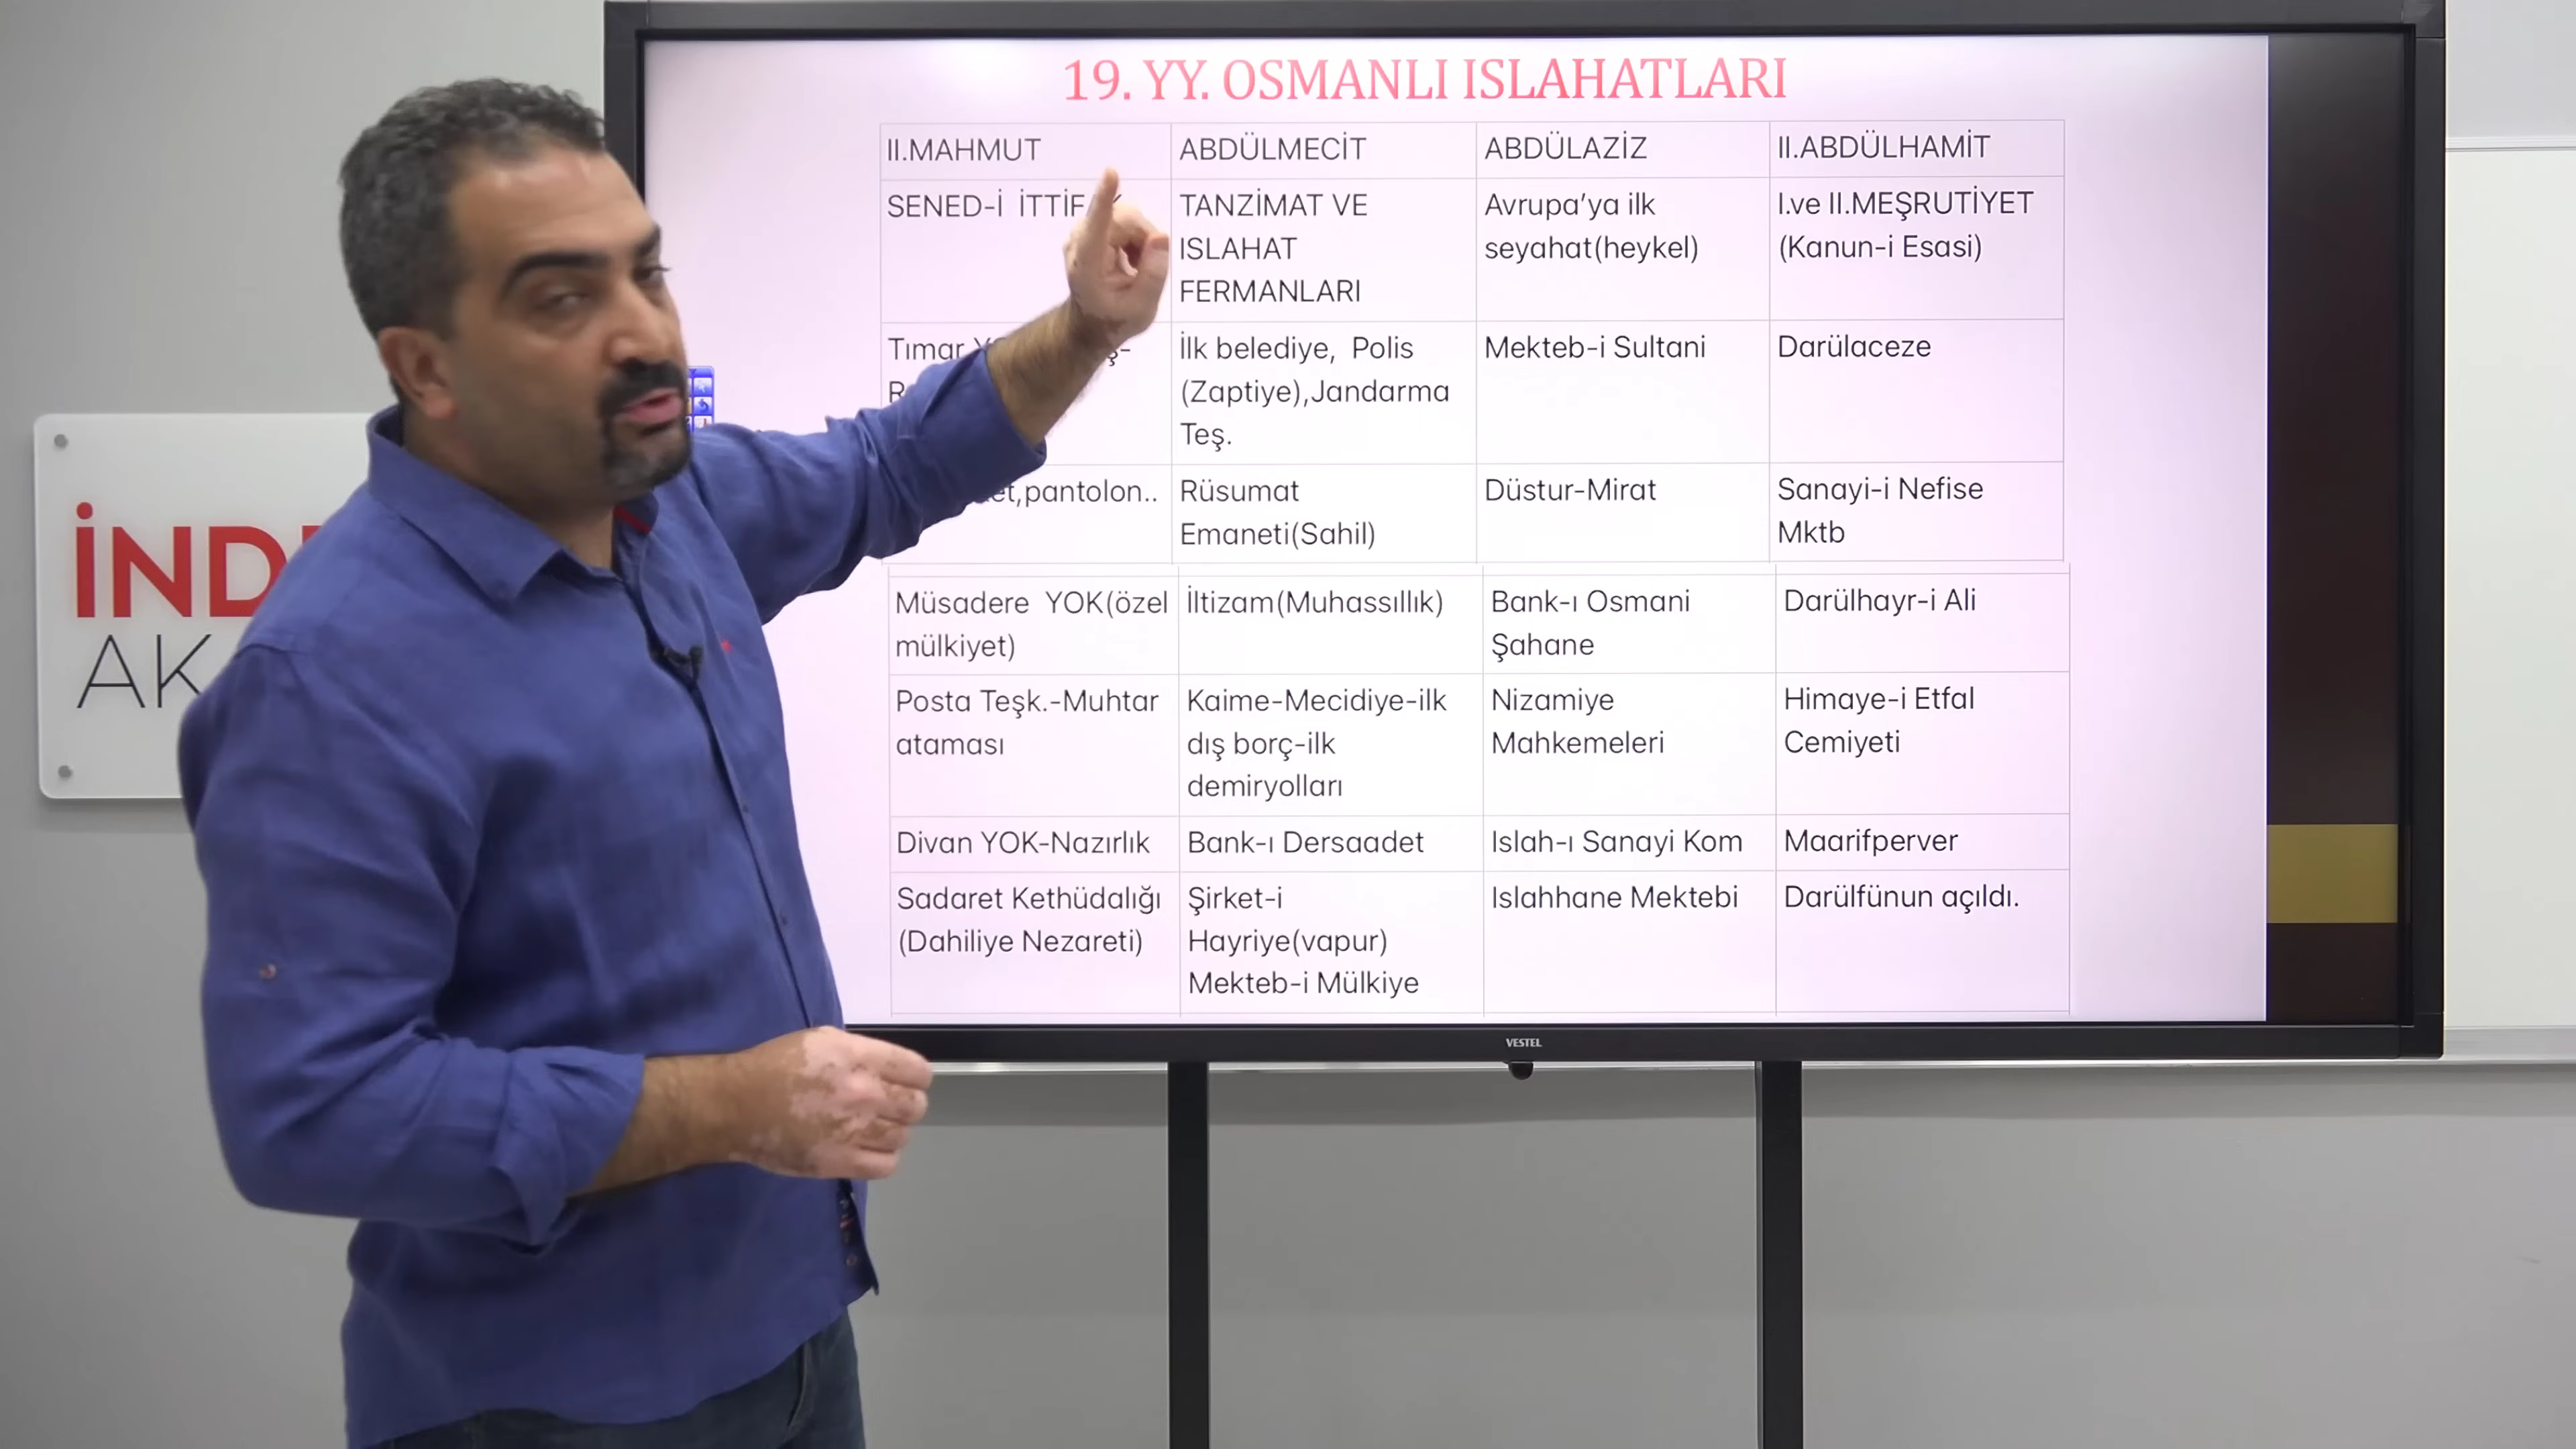 19. YY. OSMANLI ISLAHATLARI
II.MAHMUT
ABDÜLMECİT
ABDÜLAZİZ
II.ABDÜLHAMİT
SENED-İ
TANZİMAT VE
ISLAHAT
FERMANLARI
Avrupa’ya ilk
seyahat(heykel)
I.ve II.MEŞRUTİYET
(Kanun-i Esasi)
Tımar
İlk belediye, Polis
(Zaptiye),Jandarma
Teş.
Mekteb-i Sultani
Darülaceze
,pantolon..
Rüsumat
Emaneti(Sahil)
Düstur-Mirat
Sanayi-i Nefise
Mktb
Müsadere YOK(özel
mülkiyet)
İltizam(Muhassıllık)
Bank-ı Osmani
Şahane
Darülhayr-i Ali
Posta Teşk.-Muhtar
ataması
Kaime-Mecidiye-ilk
dış borç-ilk
demiryolları
Nizamiye
Mahkemeleri
Himaye-i Etfal
Cemiyeti
Divan YOK-Nazırlık
Bank-ı Dersaadet
Islah-ı Sanayi Kom
Maarifperver
Sadaret Kethüdalığı
(Dahiliye Nezareti)
Şirket-i
Hayriye(vapur)
Mekteb-i Mülkiye
Islahhane Mektebi
Darülfünun açıldı.
VESTEL